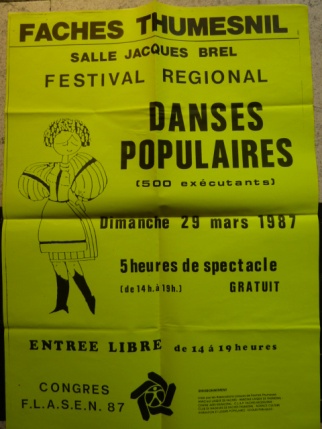 FACHES THUMESNIL
SALLE JACQUES BREL
FESTIVAL REGIONAL
DANSES
POPULAIRES
(500 exécutants)
Dimanche 29 mars 1987
5 heures de spectacle
(de 14h. à 19h.) GRATUIT
ENTREE LIBRE de 14 à 19 heures
CONGRES
F.L.A.S.E.N. 87